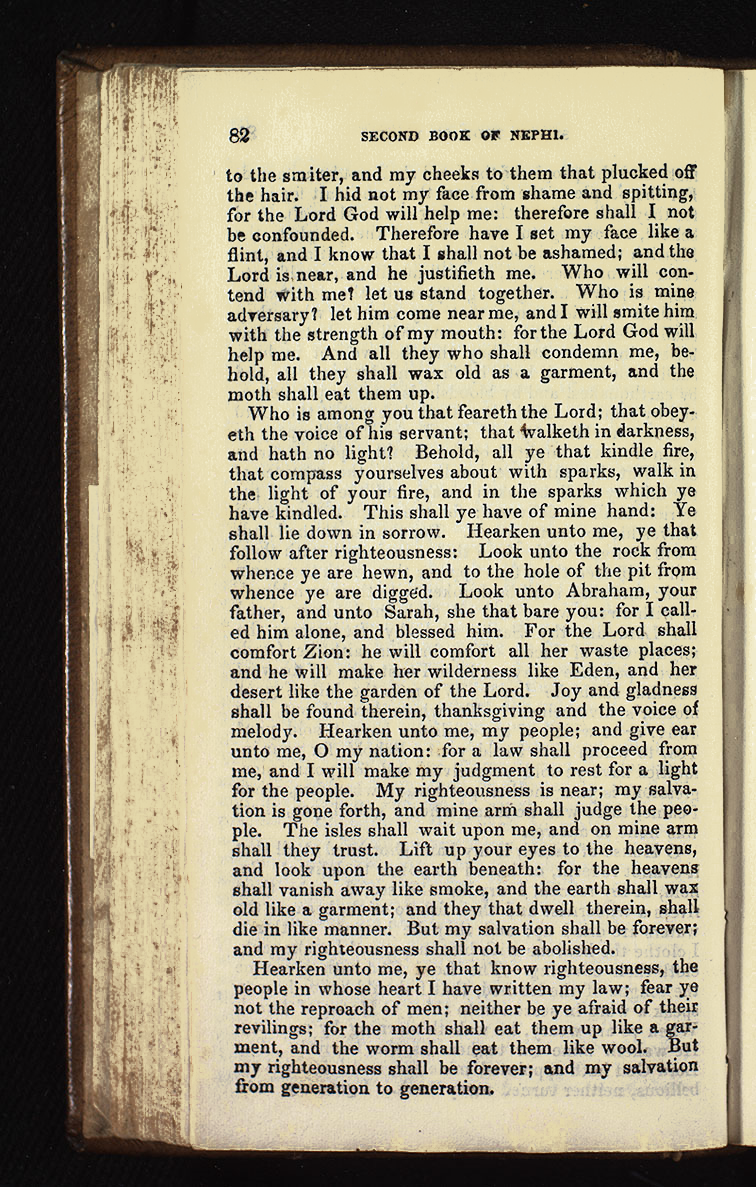 82 SECOND BOOK OF NEPHI.
to the smiter, and my cheeks to them that plucked off
the hair. I hid not my face from shame and spitting,
for the Lord God will help me: therefore shall I not
be confounded. Therefore have I set my face like a
flint, and I know that I shall not be ashamed; and the
Lord is near, and he justifieth me. Who will con-
tend with me? let us stand together. Who is mine
adversary? let him come near me, and I will smite him
with the strength of my mouth: for the Lord God will
help me. And all they who shall condemn me, be-
hold, all they shall wax old as a garment, and the
moth shall eat them up.
Who is among you that feareth the Lord; that obey-
eth the voice of his servant; that walketh in darkness,
and hath no light? Behold, all ye that kindle fire,
that compass yourselves about with sparks, walk in
the light of your fire, and in the sparks which ye
have kindled. This shall ye have of mine hand: Ye
shall lie down in sorrow. Hearken unto me, ye that
follow after righteousness: Look unto the rock from
whence ye are hewn, and to the hole of the pit from
whence ye are digged. Look unto Abraham, your
father, and unto Sarah, she that bare you: for I call-
ed him alone, and blessed him. For the Lord shall
comfort Zion: he will comfort all her waste places;
and he will make her wilderness like Eden, and her
desert like the garden of the Lord. Joy and gladness
shall be found therein, thanksgiving and the voice of
melody. Hearken unto me, my people; and give ear
unto me, O my nation: for a law shall proceed from
me, and I will make my judgment to rest for a light
for the people. My righteousness is near; my salva-
tion is gone forth, and mine arm shall judge the peo-
ple. The isles shall wait upon me, and on mine arm
shall they trust. Lift up your eyes to the heavens,
and look upon the earth beneath: for the heavens
shall vanish away like smoke, and the earth shall wax
old like a garment; and they that dwell therein, shall
die in like manner. But my salvation shall be forever;
and my righteousness shall not be abolished.
Hearken unto me, ye that know righteousness, the
people in whose heart I have written my law; fear ye
not the reproach of men; neither be ye afraid of their
revilings; for the moth shall eat them up like a gar-
ment, and the worm shall eat them like wool. But
my righteousness shall be forever; and my salvation
from generation to generation.